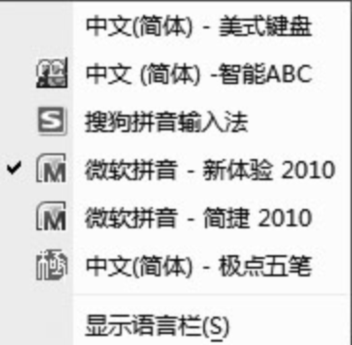 中文(简体) - 美式键盘
中文 (简体) -智能ABC
搜狗拼音输入法
微软拼音 - 新体验 2010
微软拼音 - 简捷 2010
中文(简体) - 极点五笔
显示语言栏(S)